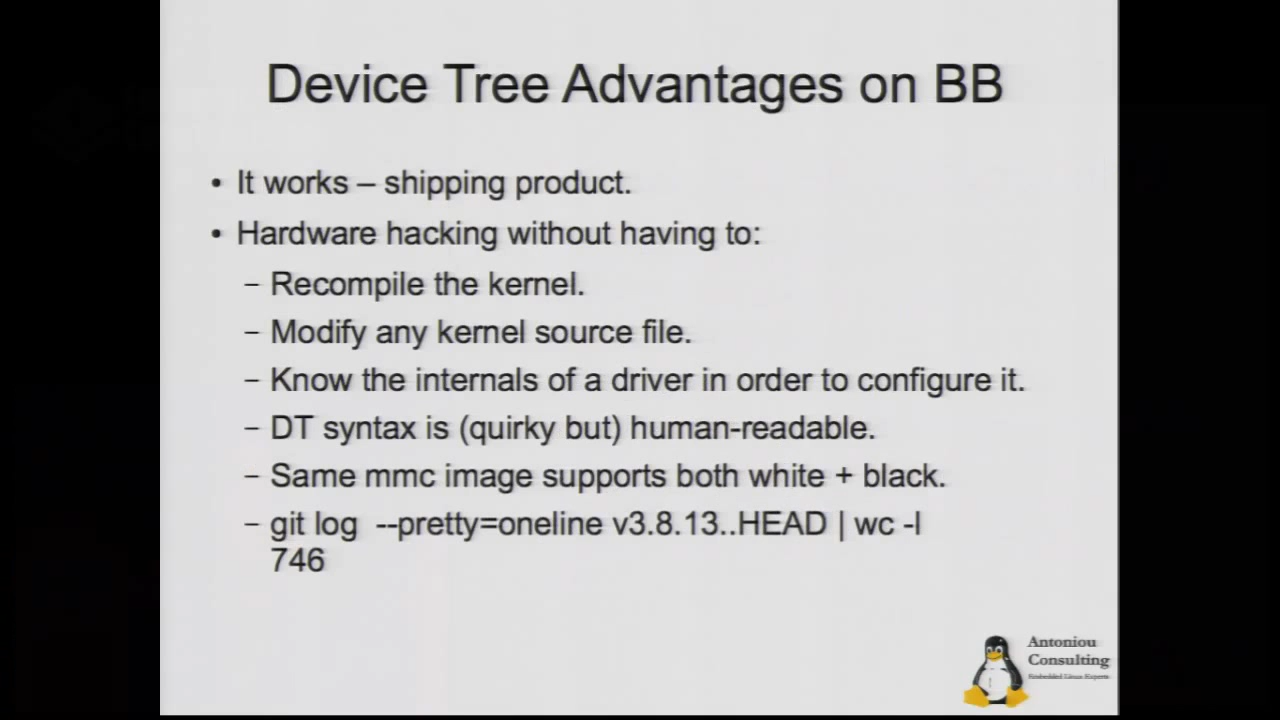 Device Tree Advantages on BB
• It works – shipping product.
• Hardware hacking without having to:
– Recompile the kernel.
– Modify any kernel source file.
– Know the internals of a driver in order to configure it.
– DT syntax is (quirky but) human-readable.
– Same mmc image supports both white + black.
– git log --pretty=oneline v3.8.13..HEAD | wc -l
746
Antoniou
Consulting
Embedded Linux Experts